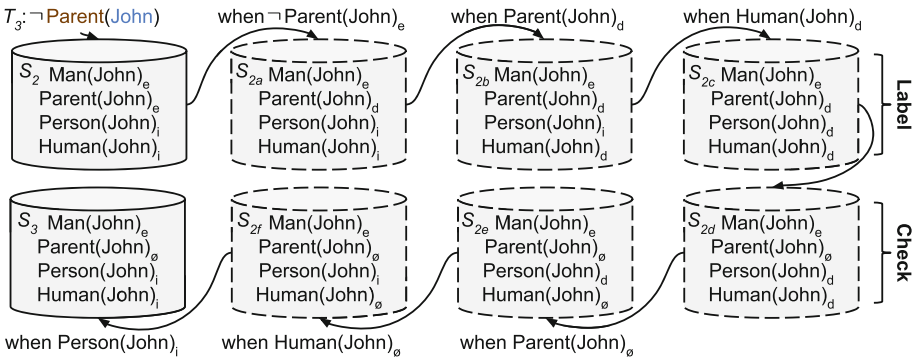 T3:¬Parent(John)
when ¬Parent(John)e
when Parent(John)d
when Human(John)d
S2 Man(John)e
Parent(John)e
Person(John)i
Human(John)i
S2a Man(John)e
Parent(John)d
Person(John)i
Human(John)i
S2b Man(John)e
Parent(John)d
Person(John)i
Human(John)d
S2c Man(John)e
Parent(John)d
Person(John)d
Human(John)d
Label
S3 Man(John)e
Parent(John)ø
Person(John)i
Human(John)i
S2f Man(John)e
Parent(John)ø
Person(John)i
Human(John)ø
S2e Man(John)e
Parent(John)ø
Person(John)d
Human(John)ø
S2d Man(John)e
Parent(John)ø
Person(John)d
Human(John)d
Check
when Person(John)i
when Human(John)ø
when Parent(John)ø